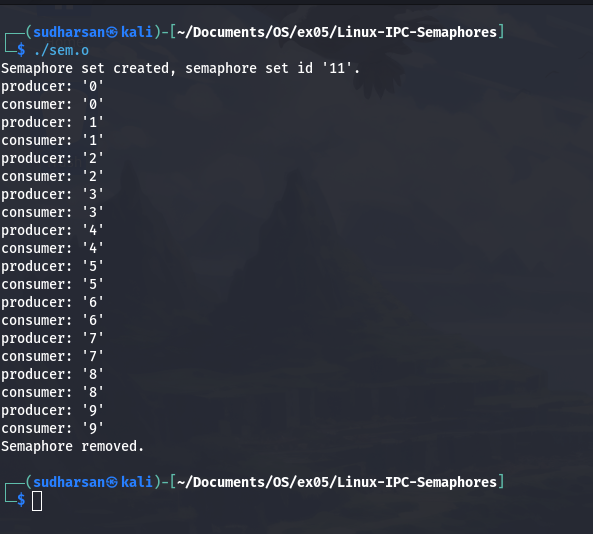 ┌──(sudharsan㉿kali)-[~/Documents/OS/ex05/Linux-IPC-Semaphores]
└─$ ./sem.o
Semaphore set created, semaphore set id '11'.
producer: '0'
consumer: '0'
producer: '1'
consumer: '1'
producer: '2'
consumer: '2'
producer: '3'
consumer: '3'
producer: '4'
consumer: '4'
producer: '5'
consumer: '5'
producer: '6'
consumer: '6'
producer: '7'
consumer: '7'
producer: '8'
consumer: '8'
producer: '9'
consumer: '9'
Semaphore removed.
┌──(sudharsan㉿kali)-[~/Documents/OS/ex05/Linux-IPC-Semaphores]
└─$